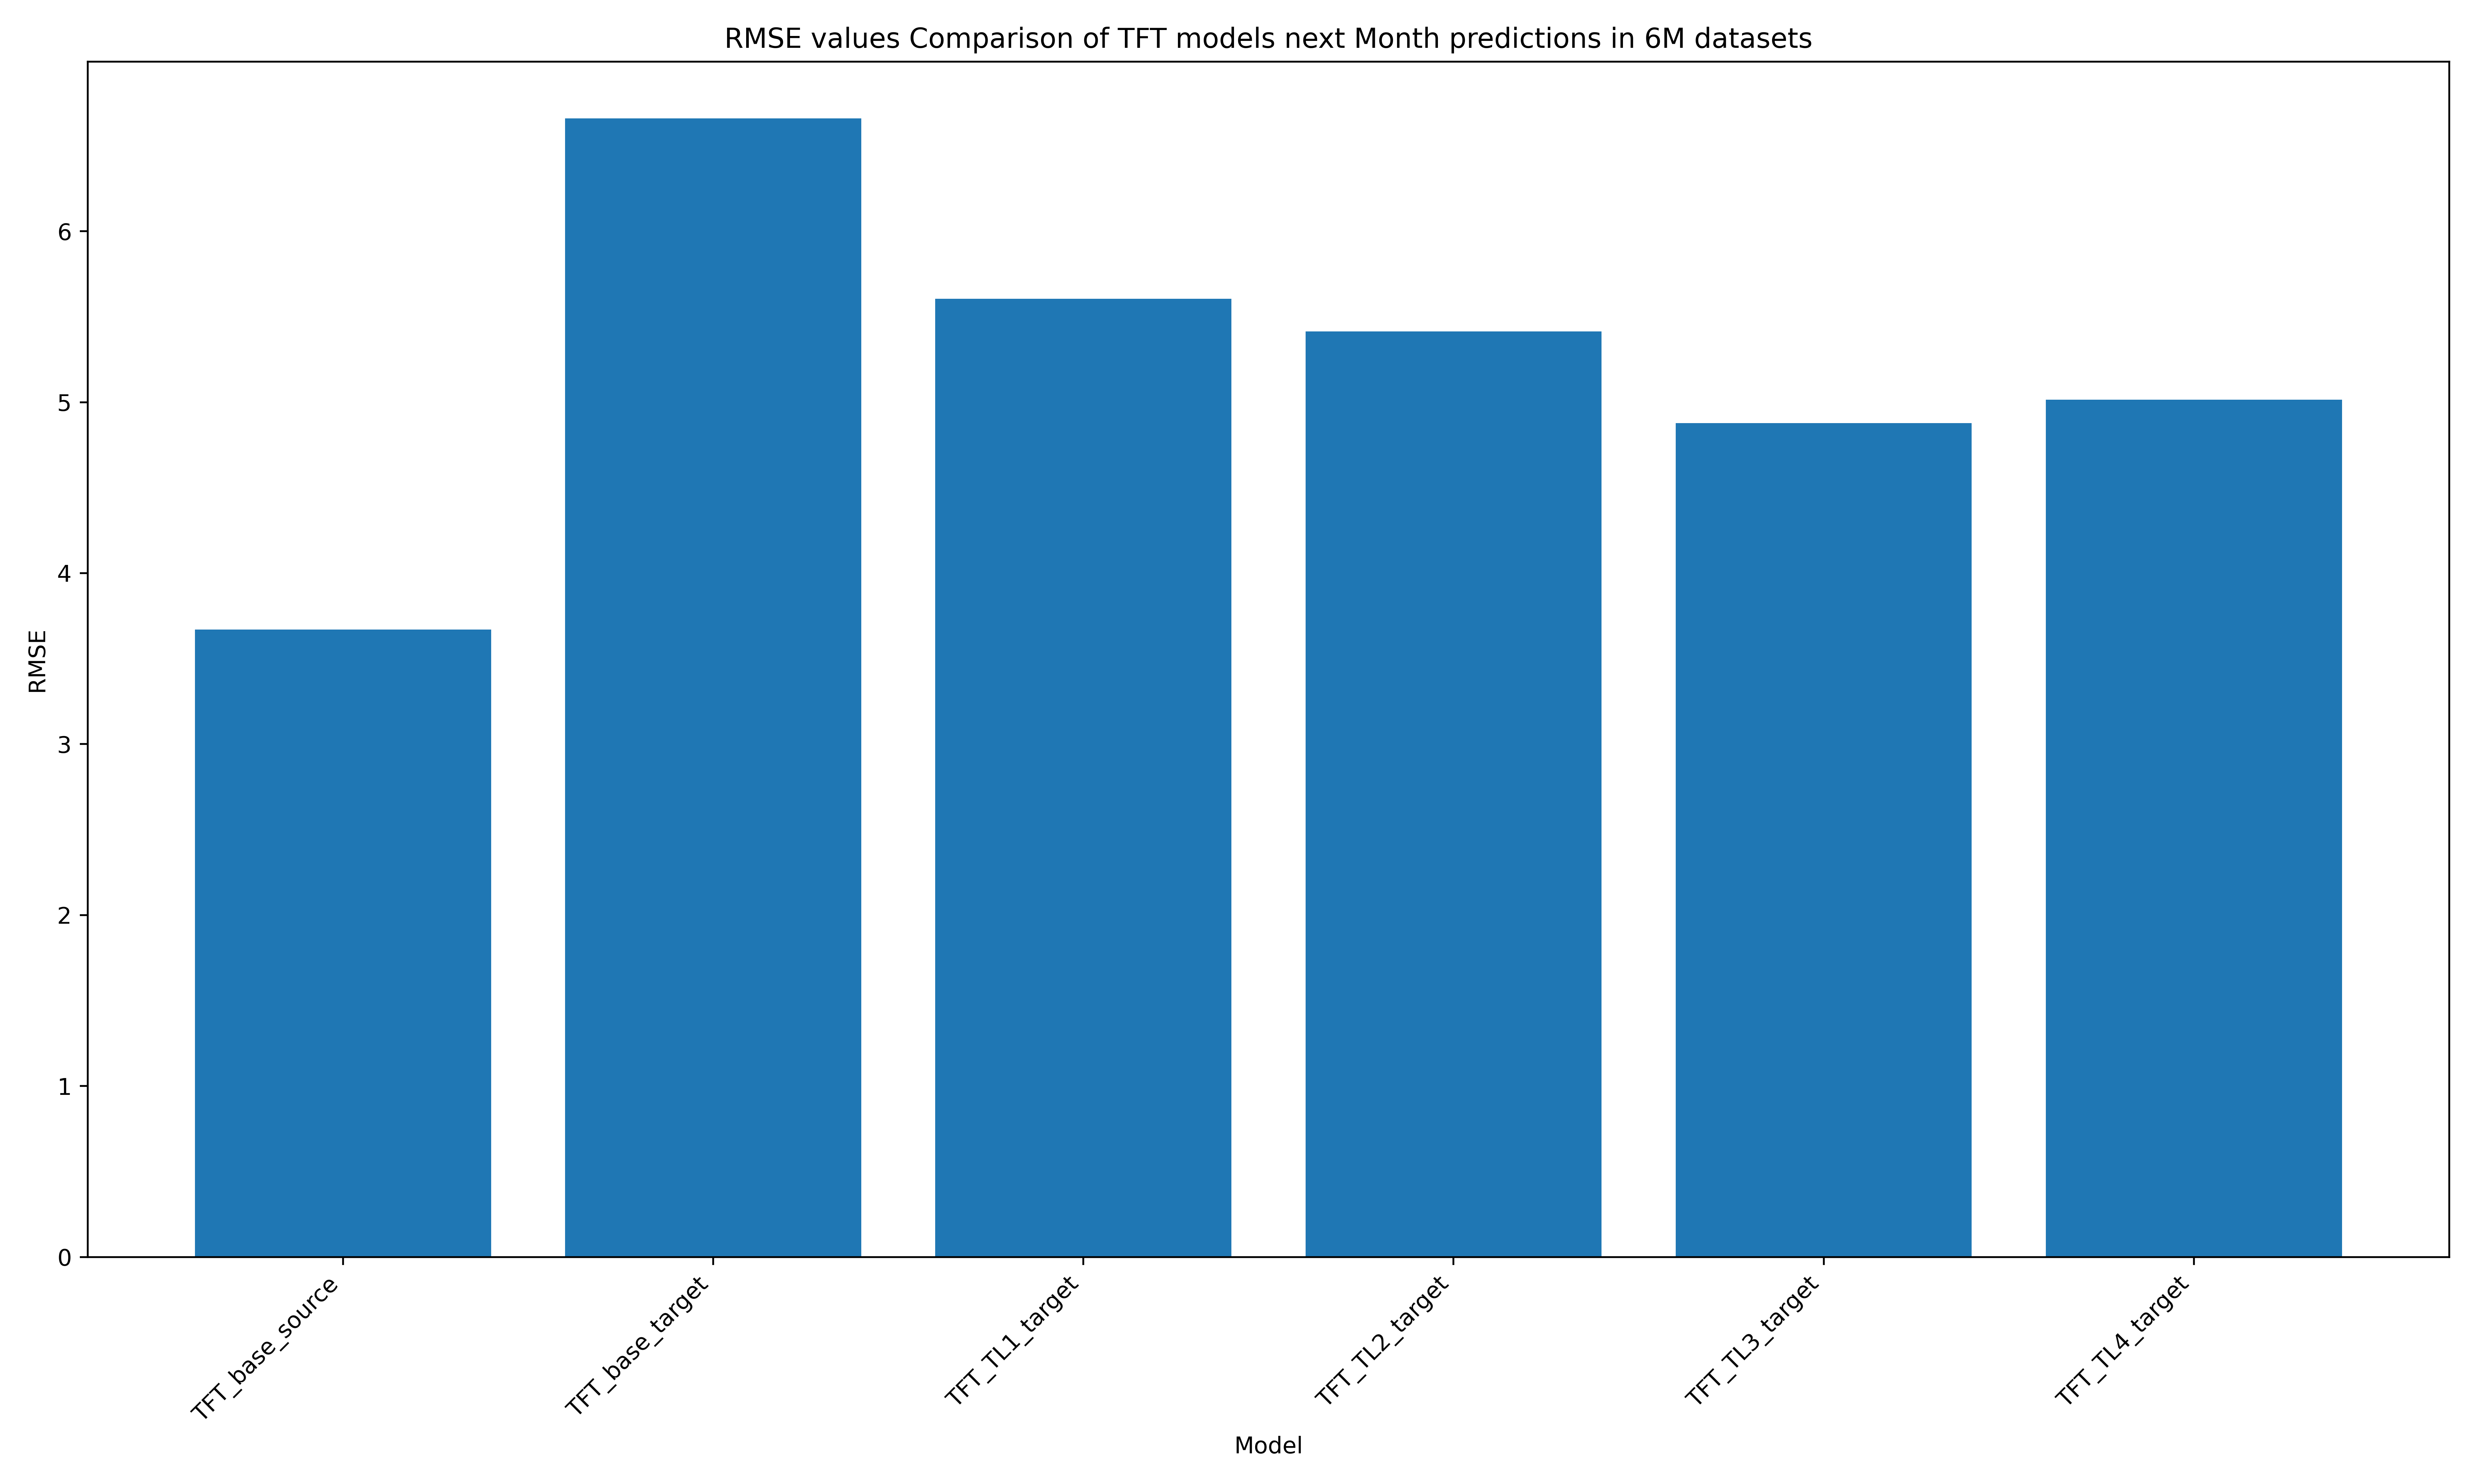 RMSE values Comparison of TFT models next Month predictions in 6M datasets
RMSE
6
5
4
3
2
1
0
TFT_base_source
TFT_base_target
TFT_TL1_target
TFT_TL2_target
TFT_TL3_target
TFT_TL4_target
Model